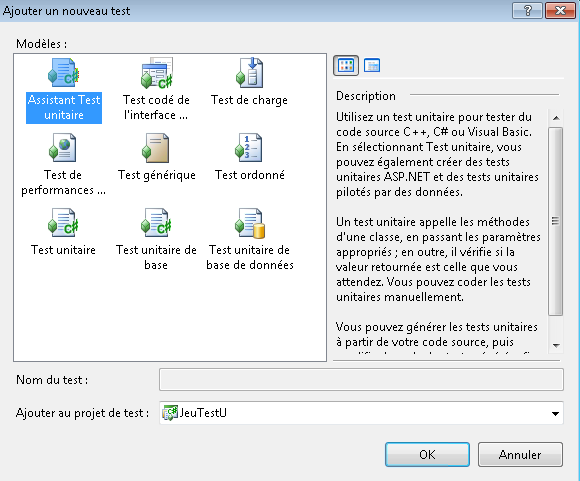 Ajouter un nouveau test
Modèles :
Assistant Test unitaire
Test codé de l'interface ...
Test de charge
Test de performances ...
Test générique
Test ordonné
Test unitaire
Test unitaire de base
Test unitaire de base de données
Description
Utilisez un test unitaire pour tester du
code source C++, C# ou Visual Basic.
En sélectionnant Test unitaire, vous
pouvez également créer des tests
unitaires ASP.NET et des tests unitaires
pilotés par des données.
Un test unitaire appelle les méthodes
d'une classe, en passant les paramètres
appropriés ; en outre, il vérifie si la
valeur retournée est celle que vous
attendez. Vous pouvez coder les tests
unitaires manuellement.
Vous pouvez générer les tests unitaires
à partir de votre code source, puis
Nom du test :
Ajouter au projet de test :
JeuTestU
OK
Annuler